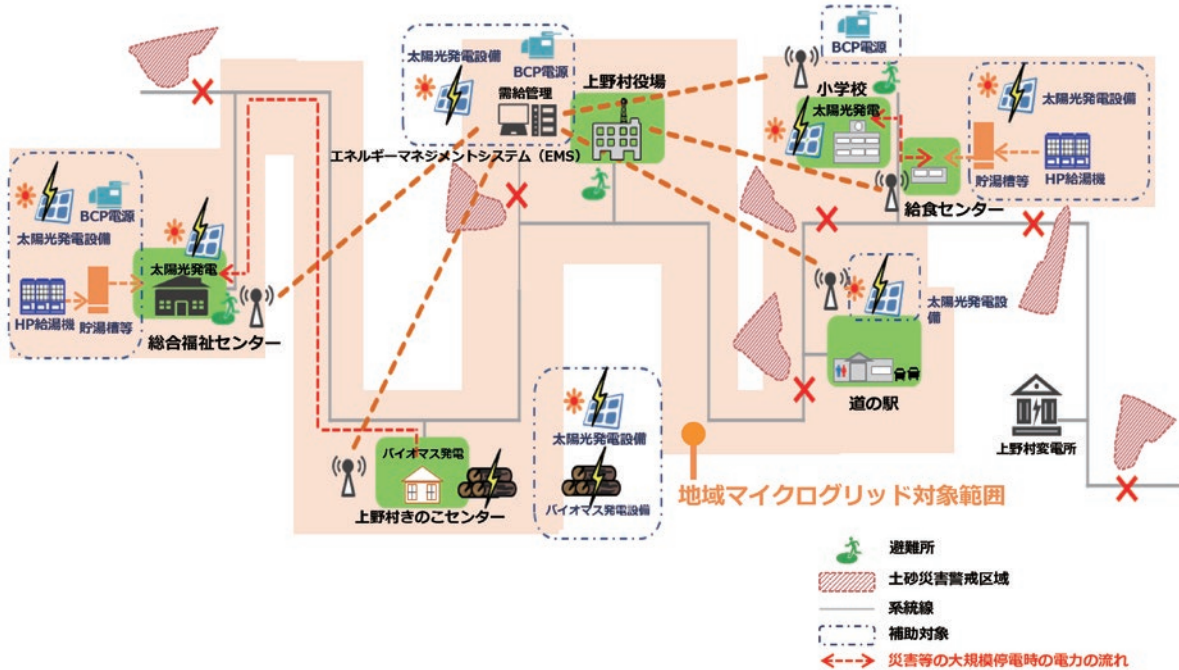 太陽光発電設備
BCP電源
需給管理
エネルギーマネジメントシステム（EMS）
上野村役場
BCP電源
小学校
太陽光発電
太陽光発電設備
貯湯槽等
HP給湯機
給食センター
BCP電源
太陽光発電設備
太陽光発電
HP給湯機
貯湯槽等
総合福祉センター
太陽光発電設
備
道の駅
上野村変電所
バイオマス発電
上野村きのこセンター
太陽光発電設備
バイオマス発電設備
地域マイクログリッド対象範囲
避難所
土砂災害警戒区域
系統線
補助対象
災害等の大規模停電時の電力の流れ